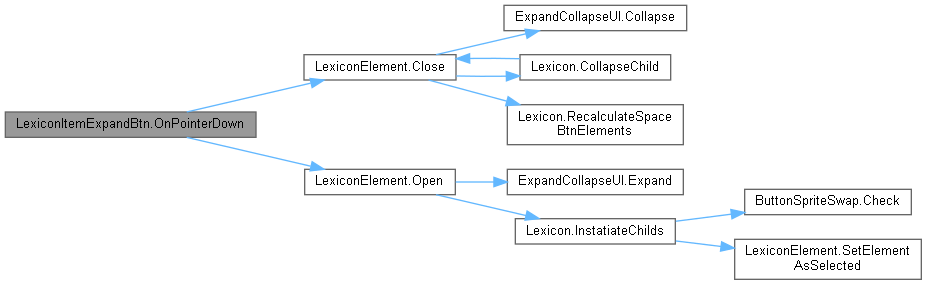 ExpandCollapseUI.Collapse
LexiconElement.Close
Lexicon.CollapseChild
Lexicon.RecalculateSpace
BtnElements
LexiconItemExpandBtn.OnPointerDown
LexiconElement.Open
ExpandCollapseUI.Expand
ButtonSpriteSwap.Check
Lexicon.InstatiateChilds
LexiconElement.SetElement
AsSelected